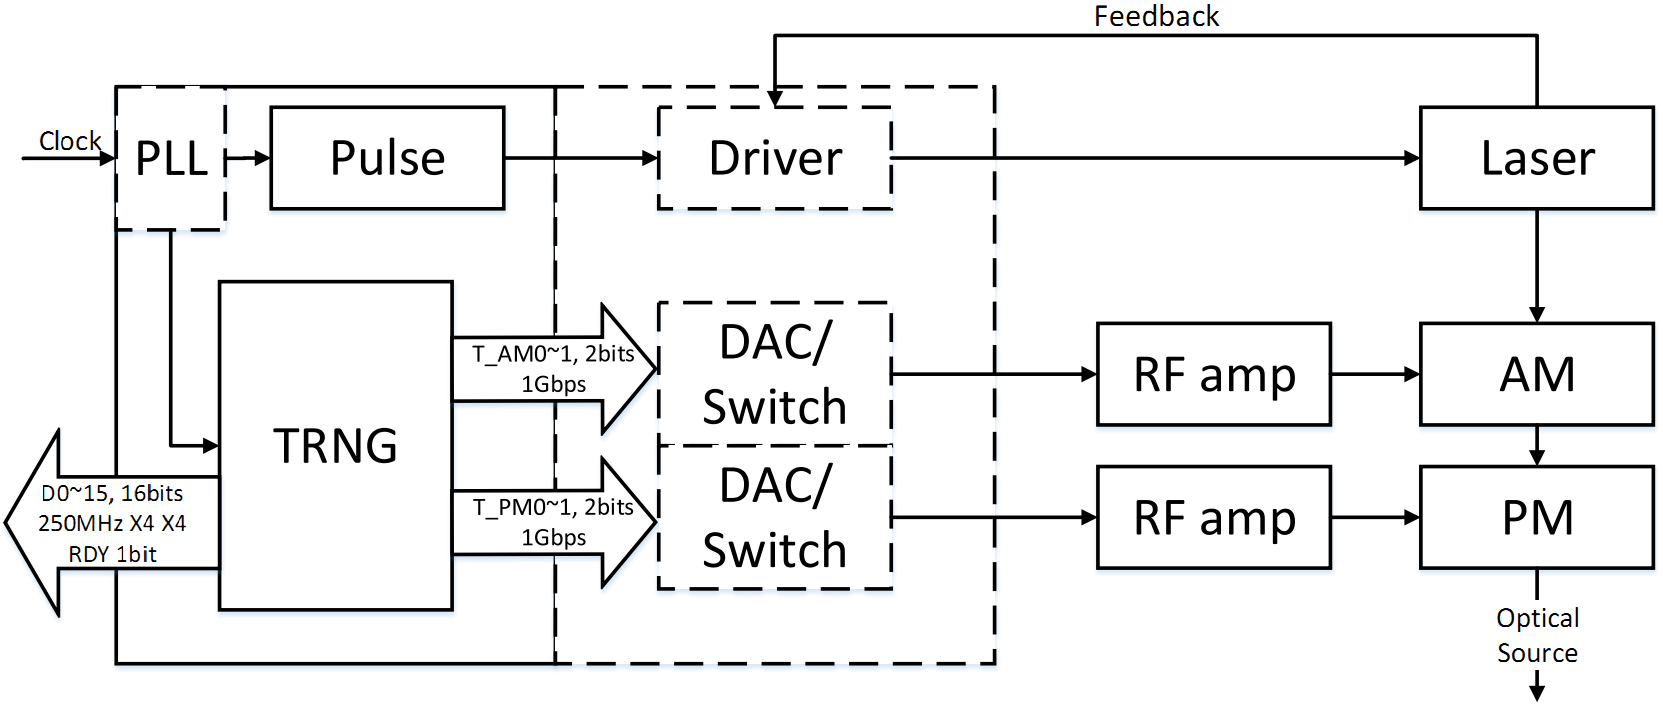 Feedback
Clock
PLL
Pulse
Driver
Laser
TRNG
T_AM0~1, 2bits
1Gbps
DAC/
Switch
RF amp
AM
D0~15, 16bits
250MHz X4 X4
RDY 1bit
T_PM0~1, 2bits
1Gbps
DAC/
Switch
RF amp
PM
Optical
Source